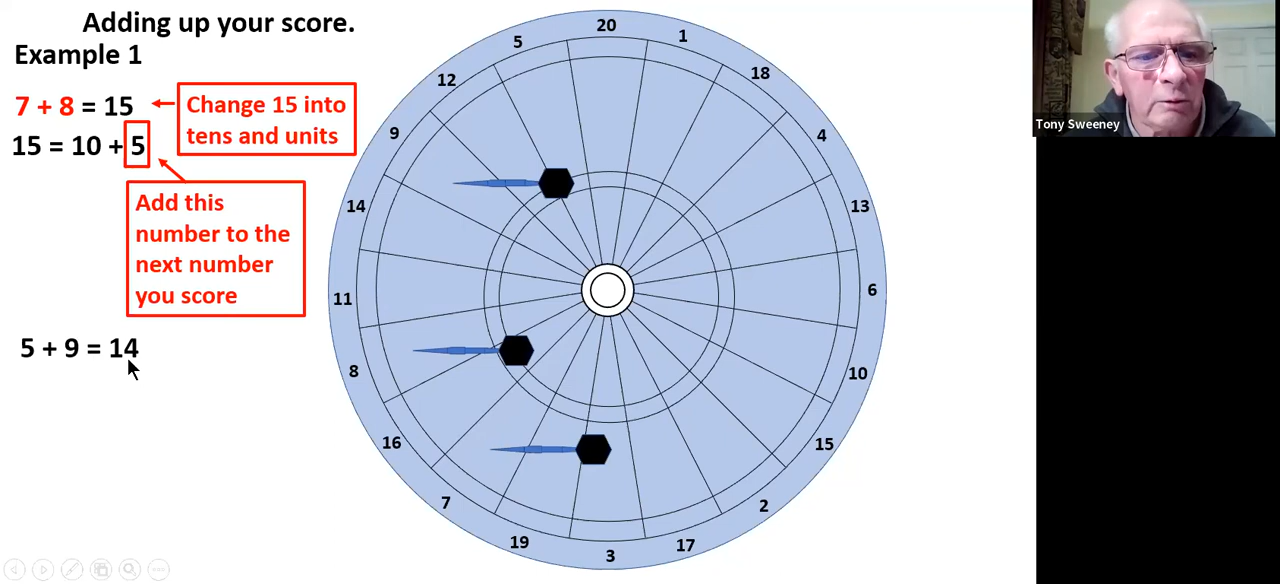 Adding up your score.
Example 1
7 + 8 = 15
Change 15 into
tens and units
15 = 10 + 5
Add this
number to the
next number
you score
5 + 9 = 14
20
1
18
4
13
6
10
15
2
17
3
19
7
16
8
11
14
9
12
5
Tony Sweeney